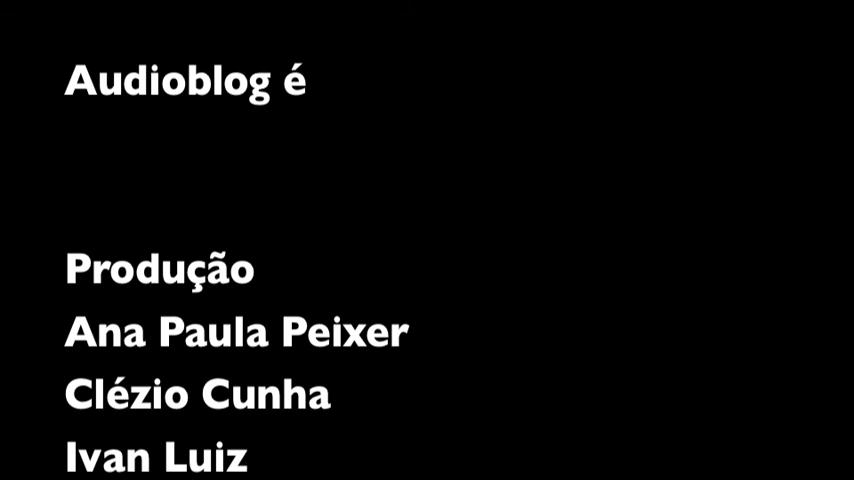 Audioblog é
Produção
Ana Paula Peixer
Clézio Cunha
Ivan Luiz